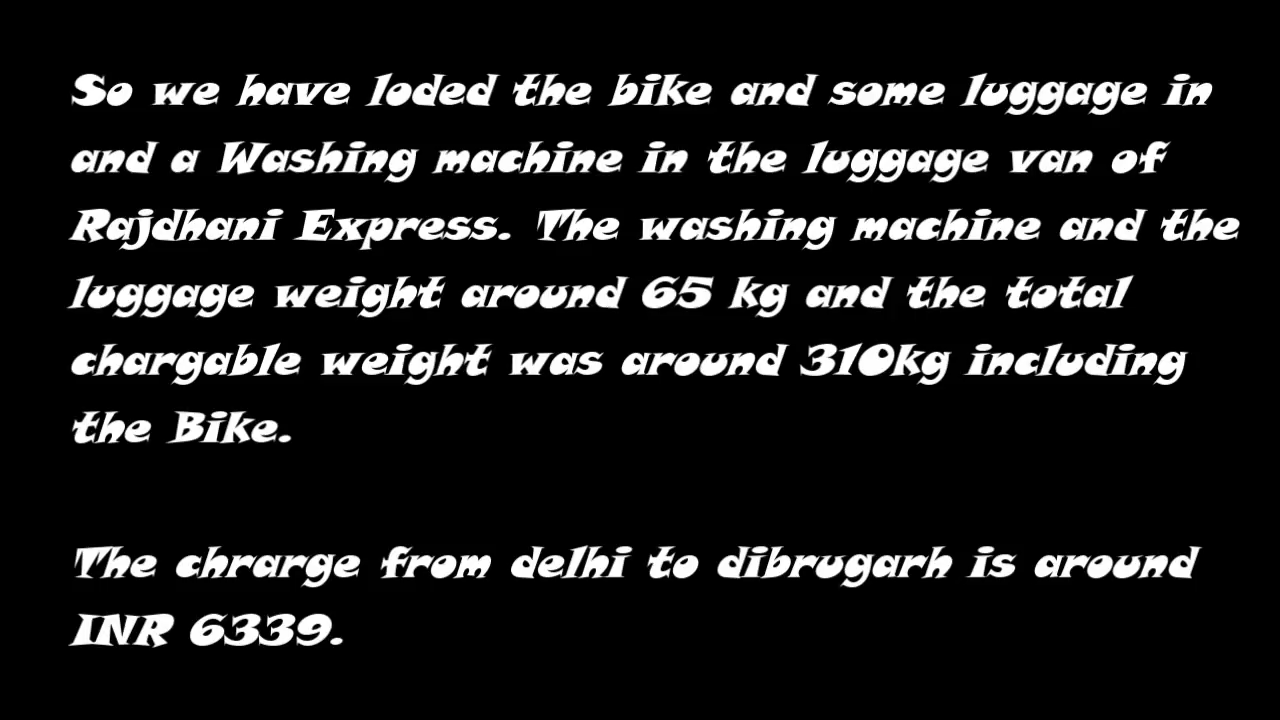 So we have loded the bike and some luggage in
and a Washing machine in the luggage van of
Rajdhani Express. The washing machine and the
luggage weight around 65 kg and the total
chargable weight was around 310kg including
the Bike.
The chrarge from delhi to dibrugarh is around
INR 6339.